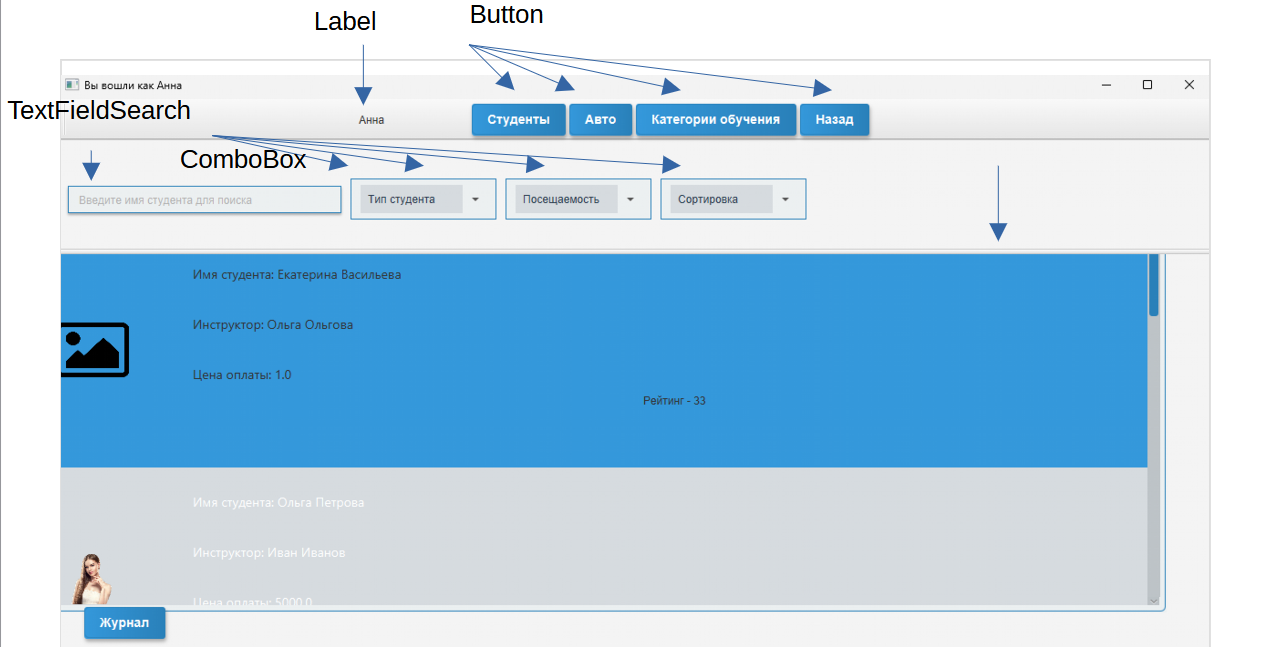 Label
Button
Вы вошли как Анна
TextFieldSearch
Анна
Студенты
Авто
Категории обучения
Назад
ComboBox
Введите имя студента для поиска
Тип студента
Посещаемость
Сортировка
Имя студента: Екатерина Васильева
Инструктор: Ольга Ольгова
Цена оплаты: 1.0
Рейтинг - 33
Имя студента: Ольга Петрова
Инструктор: Иван Иванов
Цена оплаты: 5000.0
Журнал